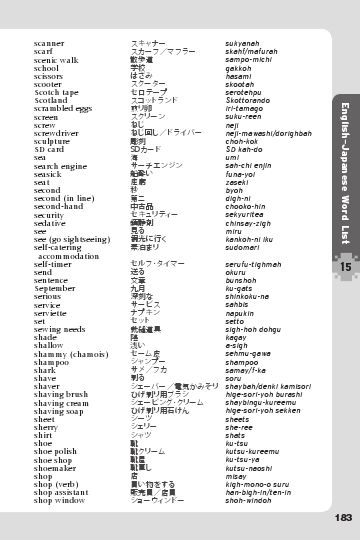 scanner スキャナー sukyanah
scarf スカーフ／マフラー skahf/mafurah
scenic walk 散歩道 sampo-michi
school 学校 gakkoh
scissors はさみ hasami
scooter スクーター skootah
Scotch tape セロテープ serotehpu
Scotland スコットランド Skottorando
scrambled eggs 煎り卵 iri-tamago
screen スクリーン suku-reen
screw ねじ neji
screwdriver ねじ回し／ドライバー neji-mawashi/dorighbah
sculpture 彫刻 choh-kok
SD card SDカード SD kah-do
sea 海 umi
search engine サーチエンジン sah-chi enjin
seasick 船酔い funa-yoi
seat 座席 zaseki
second 秒 byoh
second (in line) 第二 digh-ni
second-hand 中古品 chooko-hin
security セキュリティー sekyuritea
sedative 鎮静剤 chinsay-zigh
see 見る miru
see (go sightseeing) 観光に行く kankoh-ni iku
self-catering 素泊まり sudomari
accommodation
self-timer セルフ・タイマー serufu-tighmah
send 送る okuru
sentence 文章 bunshoh
September 九月 ku-gats
serious 深刻な shinkoku-na
service サービス sahbis
serviette ナプキン napukin
set セット setto
sewing needs 裁縫道具 sigh-hoh dohgu
shade 陰 kagay
shallow 浅い a-sigh
shammy (chamois) セーム皮 sehmu-gawa
shampoo シャンプー shampoo
shark サメ／フカ samay/f-ka
shave 剃る soru
shaver シェーバー／電気かみそり shaybah/denki kamisori
shaving brush ひげ剃り用ブラシ hige-sori-yoh burashi
shaving cream シェービング・クリーム shaybingu-kureemu
shaving soap ひげ剃り用石けん hige-sori-yoh sekken
sheet シーツ sheets
sherry シェリー she-ree
shirt シャツ shats
shoe 靴 ku-tsu
shoe polish 靴クリーム kutsu-kureemu
shoe shop 靴屋 ku-tsu-ya
shoemaker 靴直し kutsu-naoshi
shop 店 misay
shop (verb) 買い物をする kigh-mono-o suru
shop assistant 販売員／店員 han-bigh-in/ten-in
shop window ショーウィンドー shoh-windoh
English–Japanese Word List
15
183